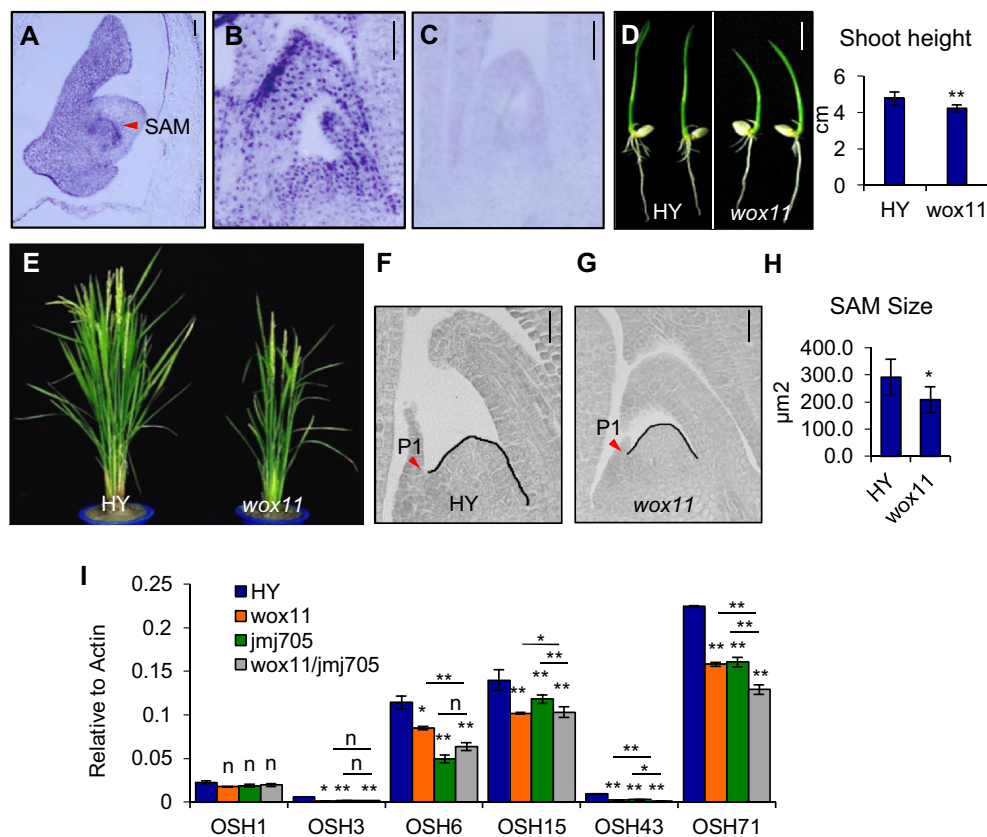 A
SAM
B
C
D
HY
wox11
Shoot height
cm
6
4
2
0
**
HY
wox11
E
HY
wox11
F
P1
HY
G
P1
wox11
H
SAM Size
µm2
400.0
300.0
200.0
100.0
0.0
*
HY
wox11
I
Relative to Actin
0.25
0.2
0.15
0.1
0.05
0
HY
wox11
jmj705
wox11/jmj705
n n n
n
n
* ** **
**
n
* ** **
*
**
** ** **
**
*
** ** **
**
**
** ** **
OSH1 OSH3 OSH6 OSH15 OSH43 OSH71